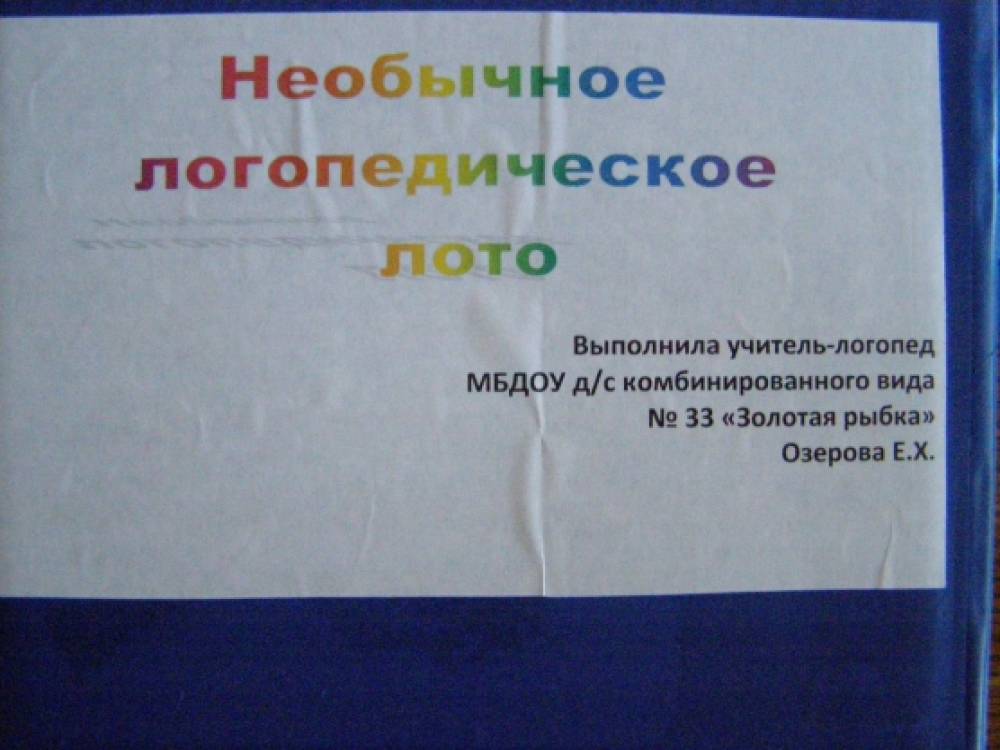 Необычное
логопедическое
лото
Выполнила учитель-логопед
МБДОУ д/с комбинированного вида
№ 33 «Золотая рыбка»
Озерова Е.Х.